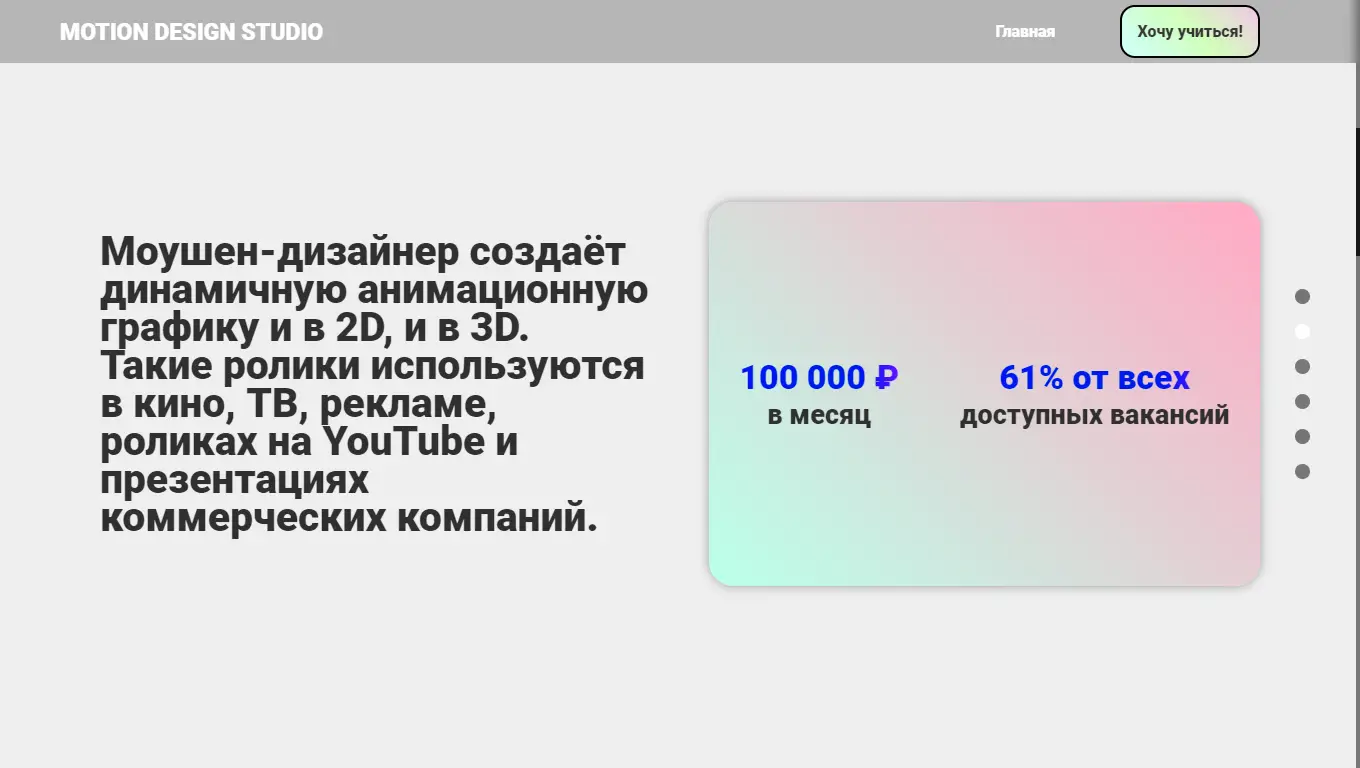 MOTION DESIGN STUDIO
Главная
Хочу учиться!
Моушен-дизайнер создаёт
динамичную анимационную
графику и в 2D, и в 3D.
Такие ролики используются
в кино, ТВ, рекламе,
роликах на YouTube и
презентациях
коммерческих компаний.
100 000 ₽
в месяц
61% от всех
доступных вакансий